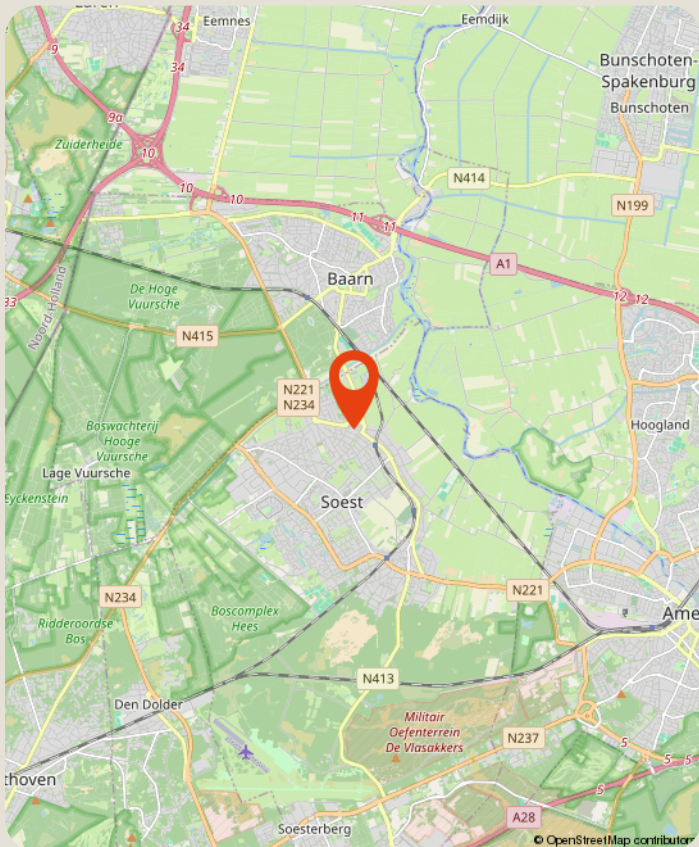 Eemnes
Eemdijk
34
9
Bunschoten-
Spakenburg
34
Bunschoten
9a
Zuiderheide
10
N414
10
10
N199
11
11
A1
Baarn
De Hoge
Vuursche
12
12
33
Noord-Holland
N415
N221
N234
Boswachterij
Hooge
Vuursche
Hoogland
Lage Vuursche
Eyckenstein
Soest
N221
N234
Boscomplex
Hees
Ridderoordse
Bos
Ame
N413
Den Dolder
Militair
Oefenterrein
De Vlasakkers
N237
5
5
5
thoven
5
A28
Soesterberg
© OpenStreetMap contributors